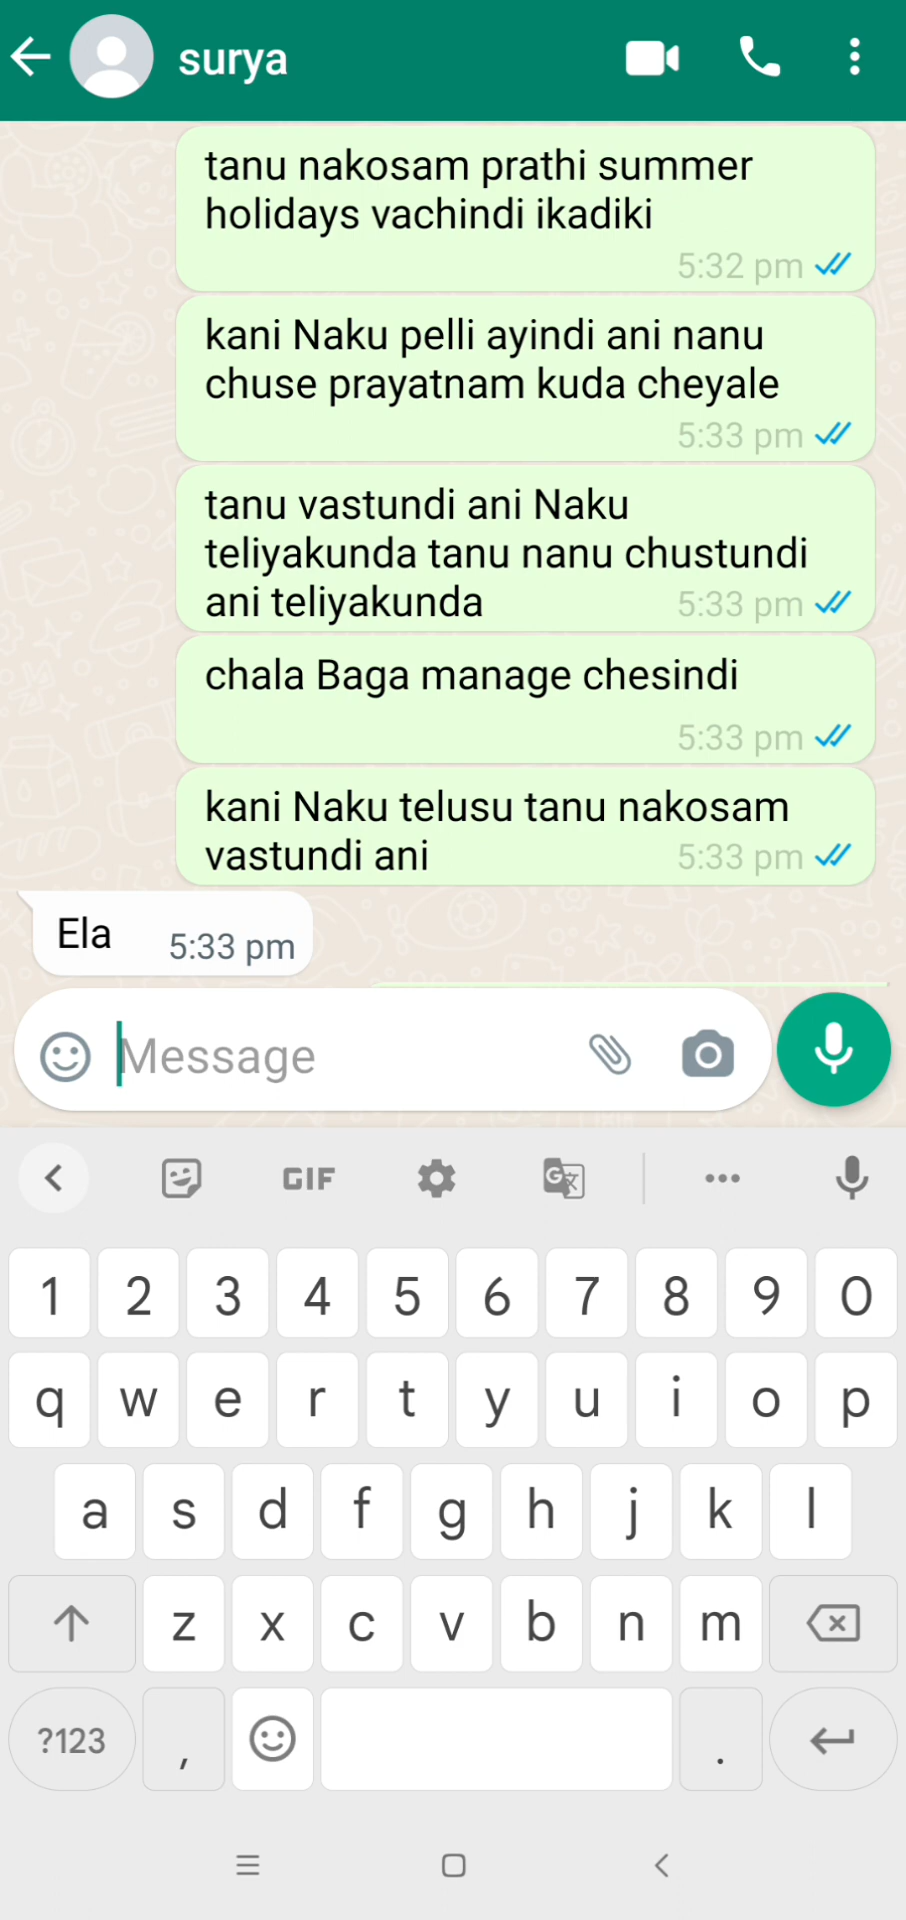 surya
tanu nakosam prathi summer
holidays vachindi ikadiki
5:32 pm
kani Naku pelli ayindi ani nanu
chuse prayatnam kuda cheyale
5:33 pm
tanu vastundi ani Naku
teliyakunda tanu nanu chustundi
ani teliyakunda 5:33 pm
chala Baga manage chesindi
5:33 pm
kani Naku telusu tanu nakosam
vastundi ani 5:33 pm
Ela 5:33 pm
Message
GIF
1 2 3 4 5 6 7 8 9 0
q w e r t y u i o p
a s d f g h j k l
z x c v b n m
?123 , .